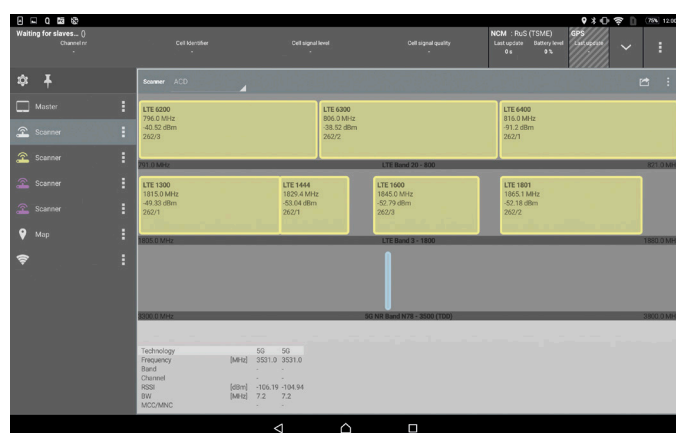 75% 12:00
Waiting for slaves... ()
Channel nr
-
Cell Identifier
-
Cell signal level
-
Cell signal quality
-
NCM : RuS (TSME)
Last update Battery level
0 s 0 %
GPS
Last update
-
Master
Scanner
Scanner
Scanner
Scanner
Map
Scanner ACD
LTE 6200
796.0 MHz
-40.52 dBm
262/3
LTE 6300
806.0 MHz
-38.52 dBm
262/2
LTE 6400
816.0 MHz
-91.2 dBm
262/1
791.0 MHz LTE Band 20 - 800 821.0 MH
LTE 1300
1815.0 MHz
-49.33 dBm
262/1
LTE 1444
1829.4 MHz
-53.04 dBm
262/1
LTE 1600
1845.0 MHz
-52.79 dBm
262/3
LTE 1801
1865.1 MHz
-52.18 dBm
262/2
1805.0 MHz LTE Band 3 - 1800 1880.0 MH
3300.0 MHz 5G NR Band N78 - 3500 (TDD) 3800.0 MH
Technology 5G 5G
Frequency [MHz] 3531.0 3531.0
Band - -
Channel - -
RSSI [dBm] -106.19 -104.94
BW [MHz] 7.2 7.2
MCC/MNC - -